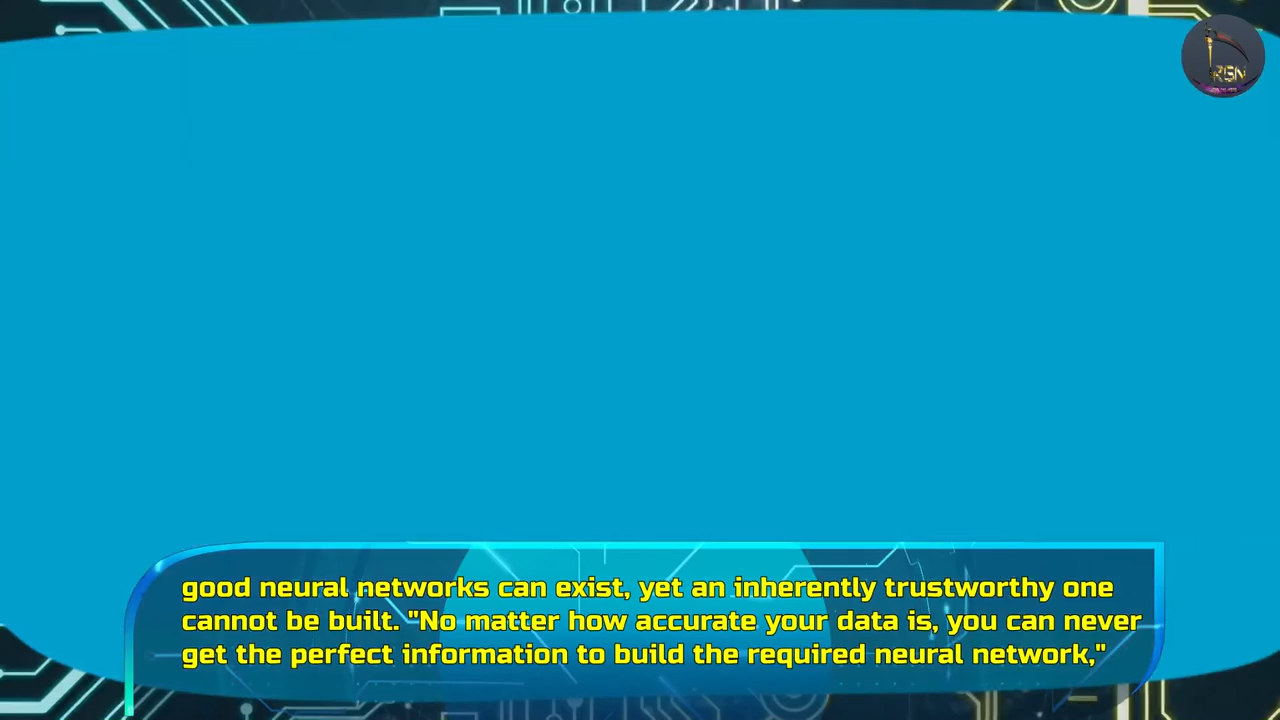 RGN
good neural networks can exist, yet an inherently trustworthy one
cannot be built. "No matter how accurate your data is, you can never
get the perfect information to build the required neural network,"